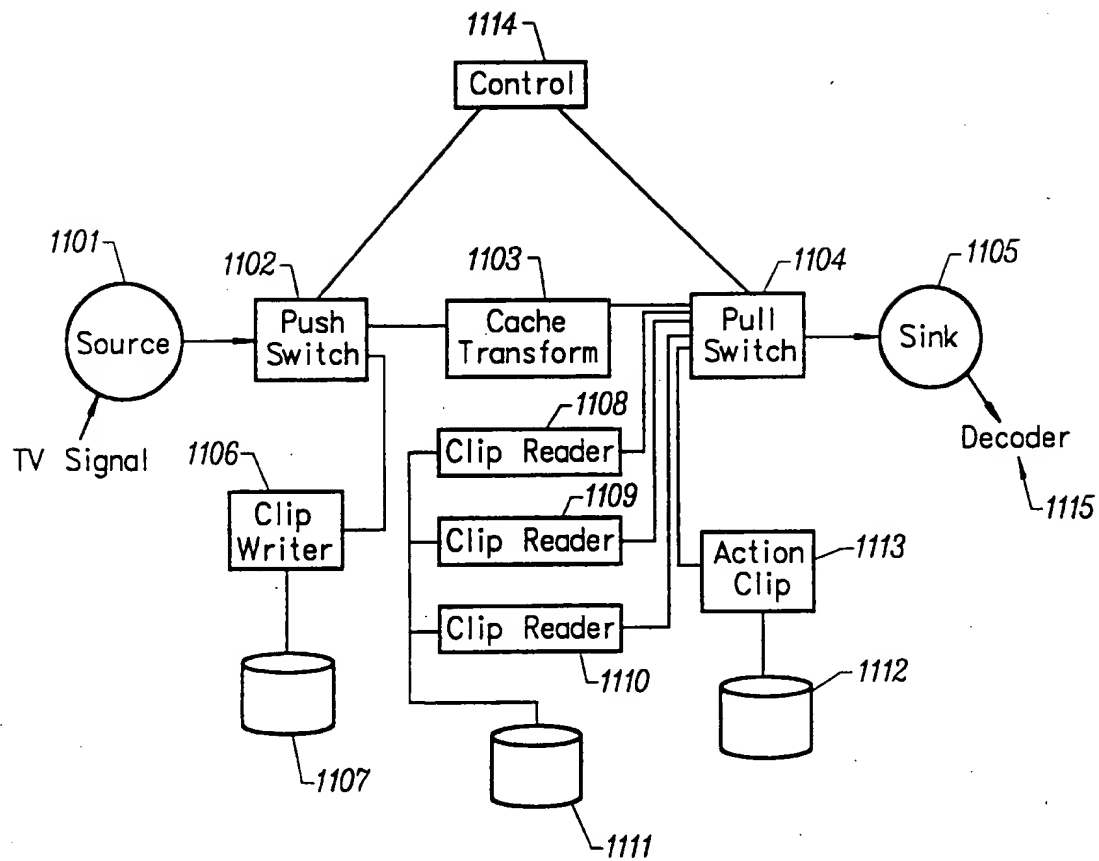 1114
Control
1101
1102
1103
1104
1105
Source
Push
Switch
Cache
Transform
Pull
Switch
Sink
TV Signal
1106
1108
Clip Reader
Decoder
1115
Clip
Writer
1109
Clip Reader
Action
Clip
1113
Clip Reader
1110
1112
1107
1111